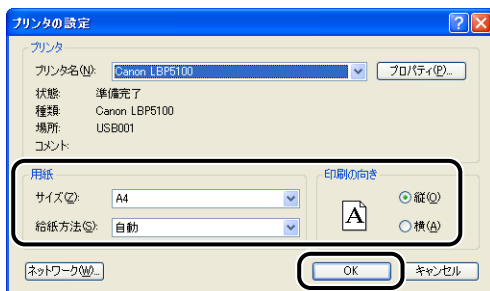 プリンタの設定
プリンタ
プリンタ名(N): Canon LBP5100 プロパティ(P)...
状態: 準備完了
種類: Canon LBP5100
場所: USB001
コメント:
用紙
サイズ(Z): A4
給紙方法(S): 自動
印刷の向き
A
縦(O)
横(A)
ネットワーク(W)... OK キャンセル